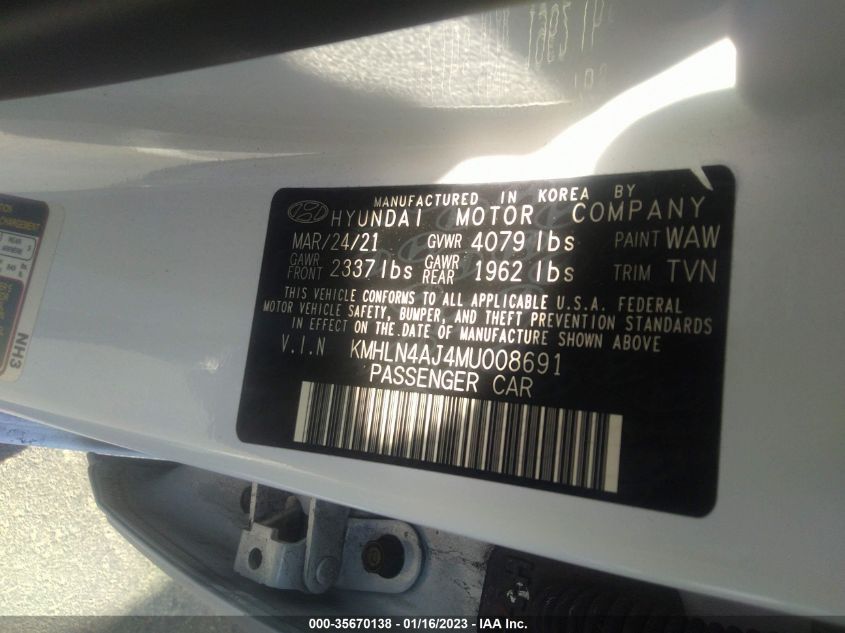 MANUFACTURED IN KOREA BY
HYUNDAI MOTOR COMPANY
MAR/24/21 GVWR 4079 lbs PAINT WAW
GAWR FRONT 2337 lbs GAWR REAR 1962 lbs TRIM TVN
THIS VEHICLE CONFORMS TO ALL APPLICABLE U.S.A. FEDERAL
MOTOR VEHICLE SAFETY, BUMPER, AND THEFT PREVENTION STANDARDS
IN EFFECT ON THE DATE OF MANUFACTURE SHOWN ABOVE
V.I.N KMHLN4AJ4MU008691
PASSENGER CAR
NH3
000-35670138 - 01/16/2023 - IAA Inc.